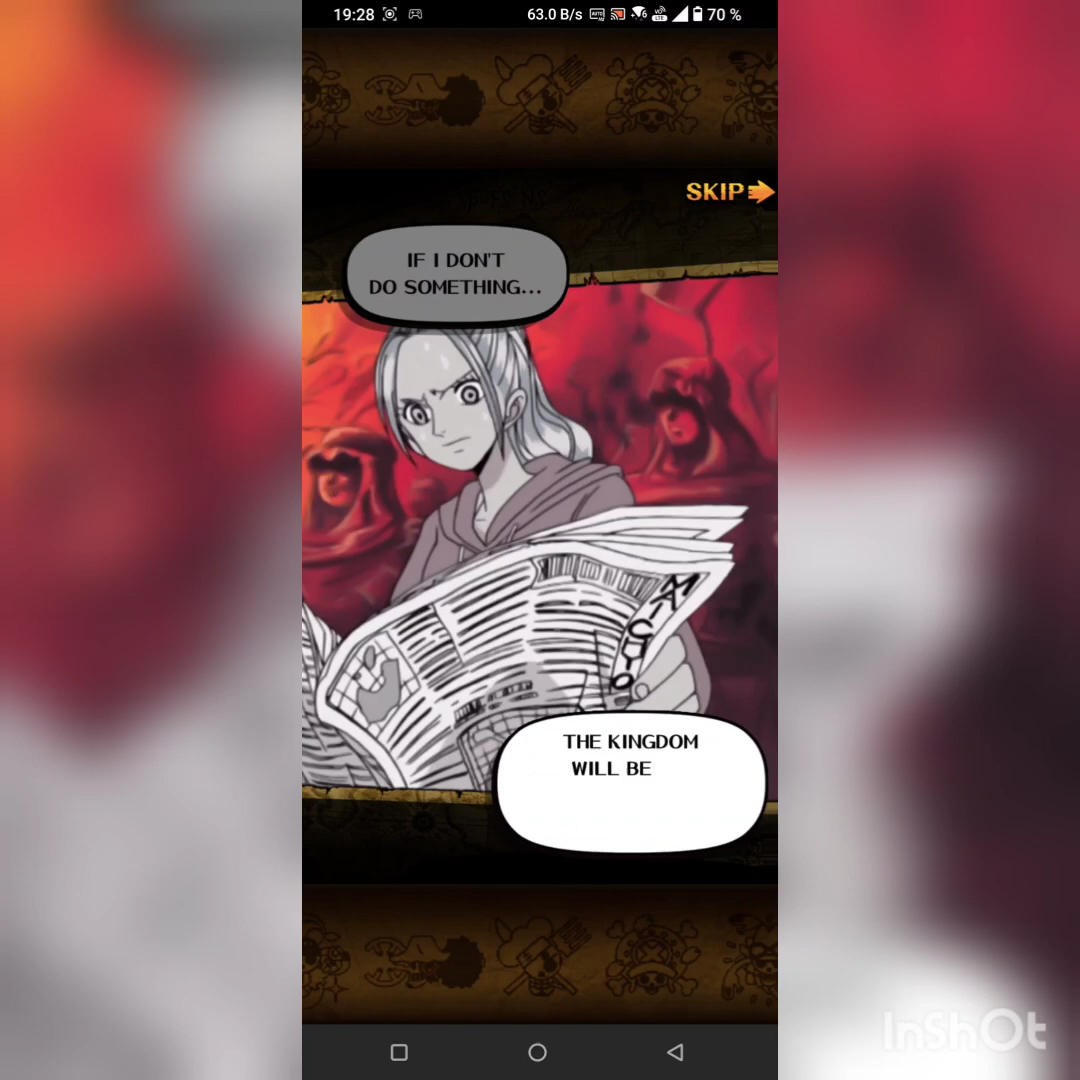 19:28
63.0 B/s
70 %
SKIP
IF I DON'T
DO SOMETHING...
THE KINGDOM
WILL BE
InShOt